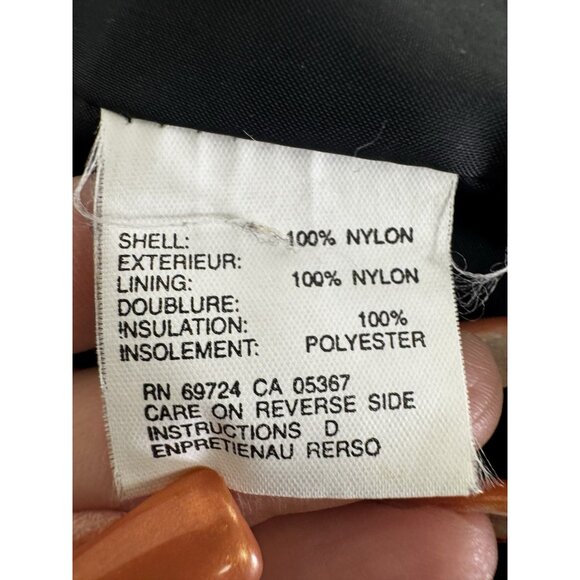 SHELL: 100% NYLON
EXTERIEUR:
LINING: 100% NYLON
DOUBLURE:
INSULATION: 100%
INSOLEMENT: POLYESTER
RN 69724 CA 05367
CARE ON REVERSE SIDE
INSTRUCTIONS D
ENPRETIENAU RERSO